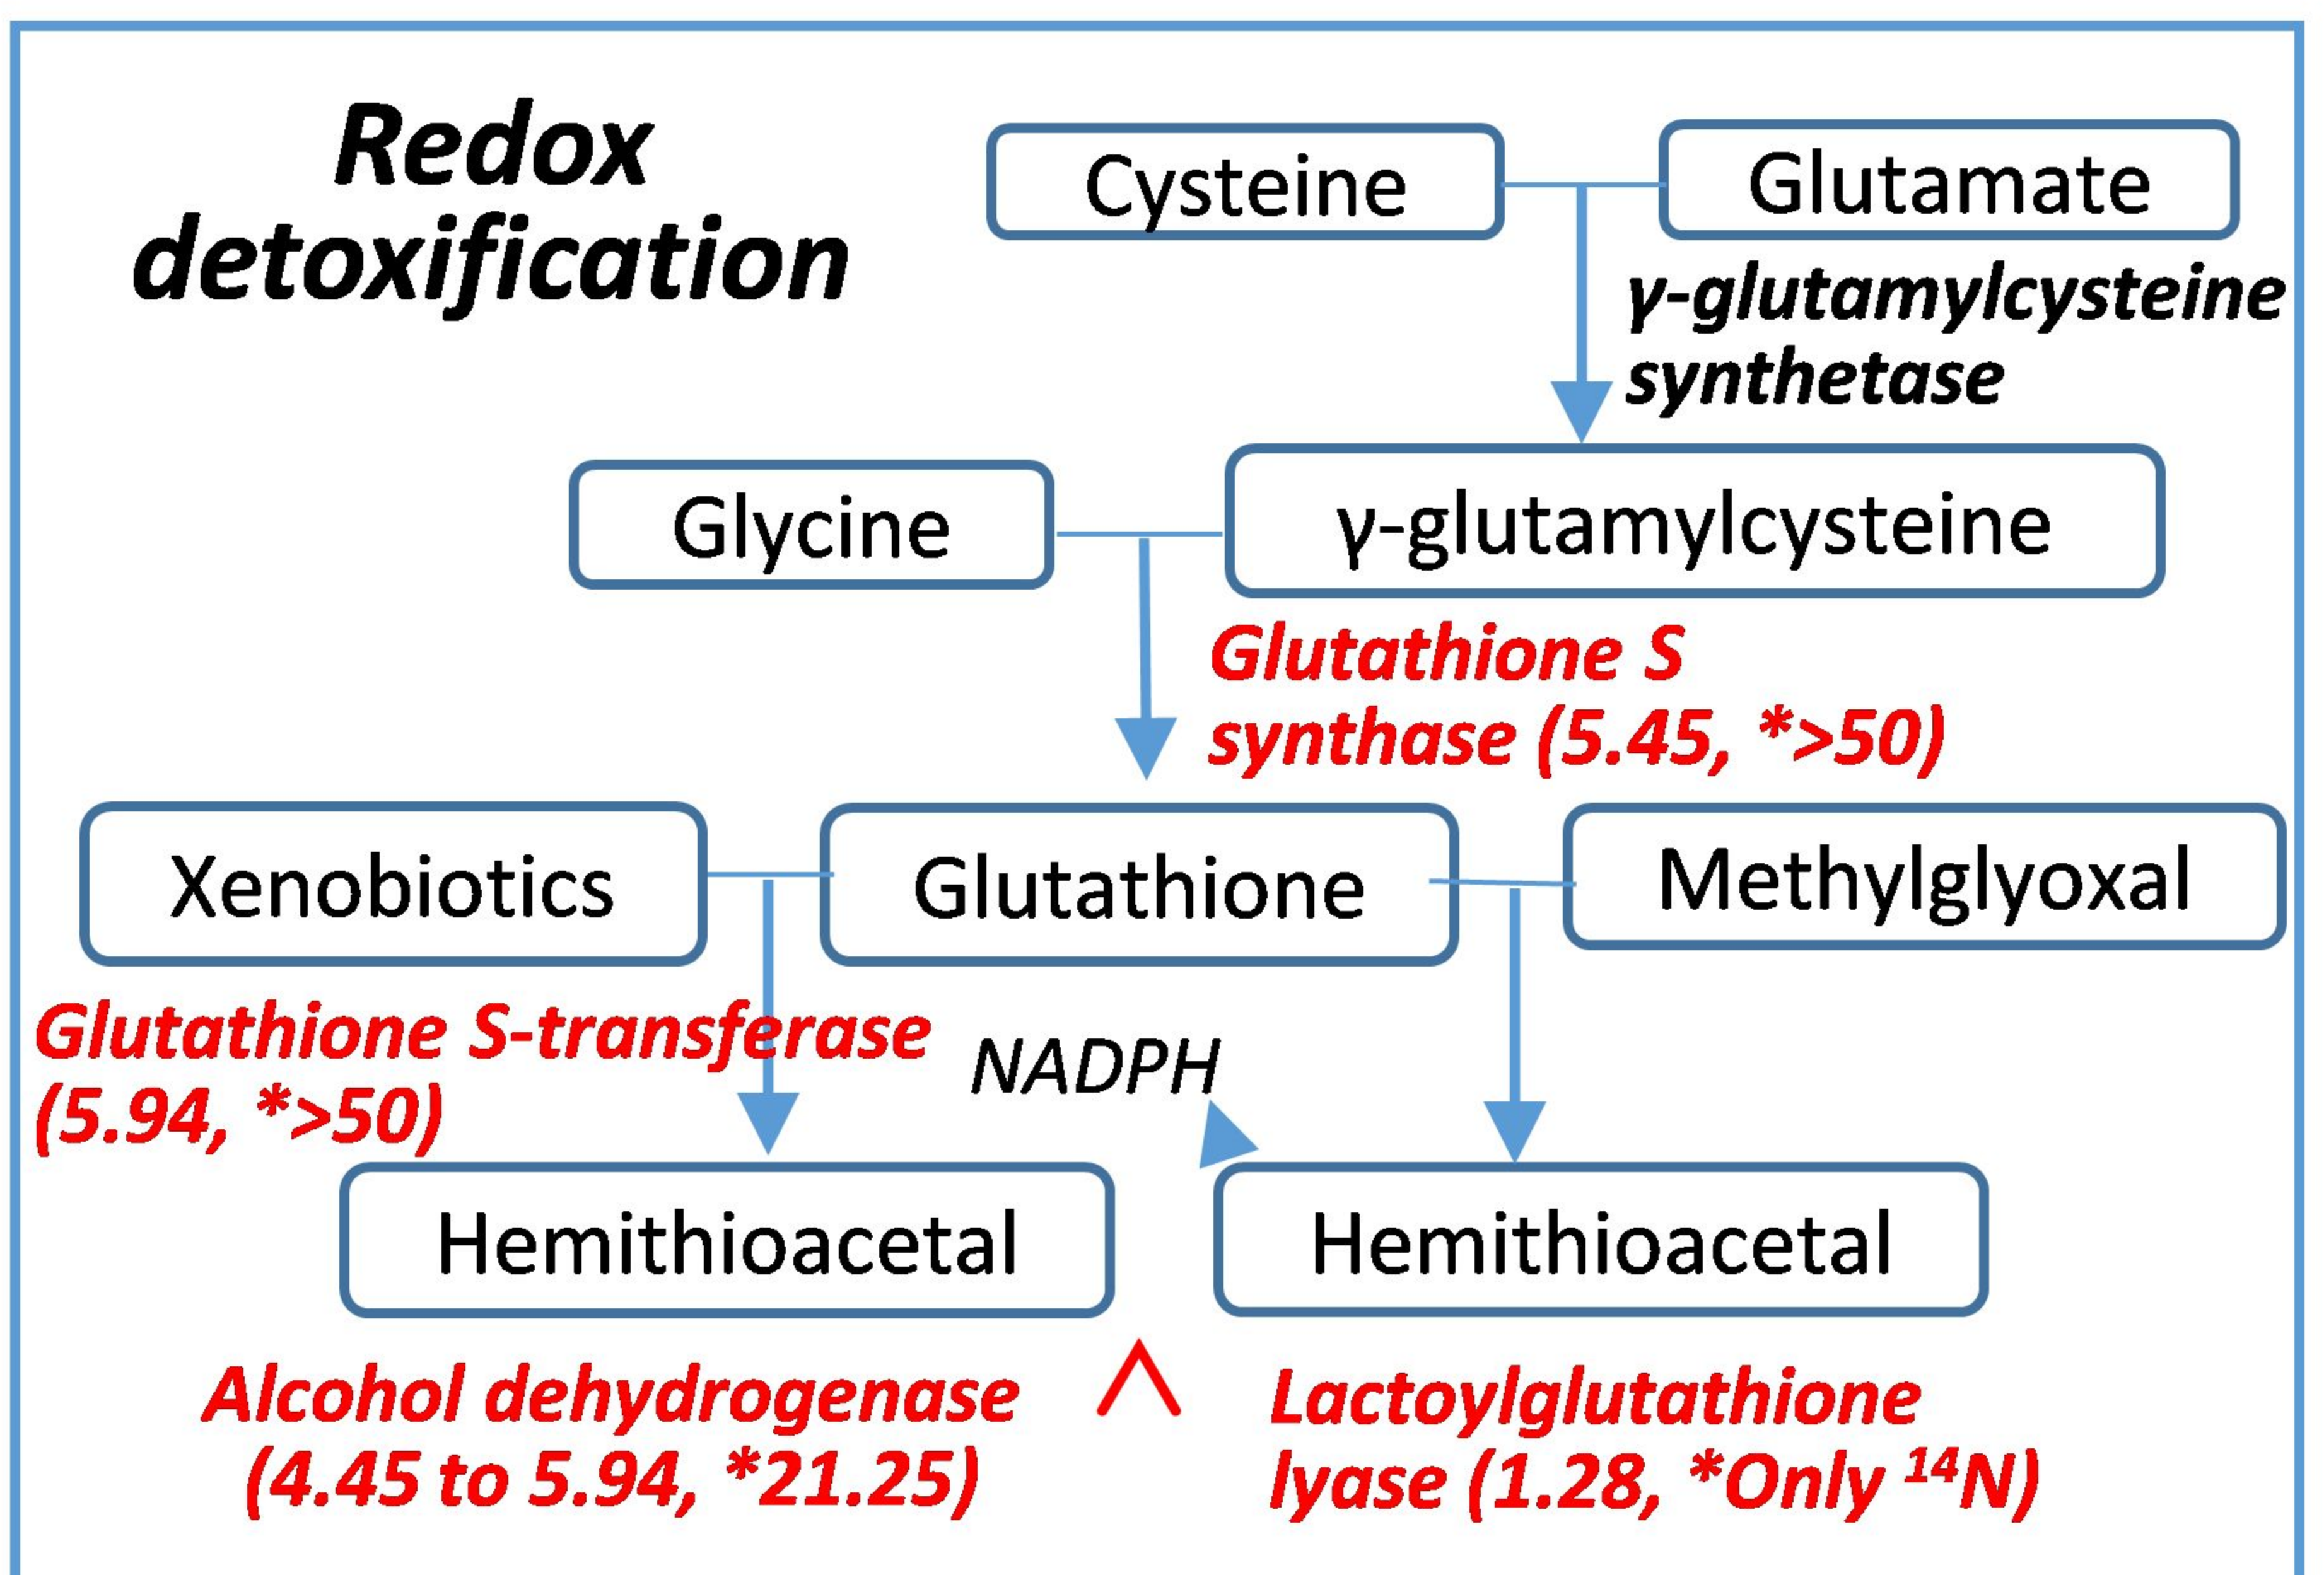 Redox
detoxification
Cysteine
Glutamate
γ-glutamylcysteine
synthetase
Glycine
γ-glutamylcysteine
Glutathione S
synthase (5.45, *>50)
Xenobiotics
Glutathione
Methylglyoxal
Glutathione S-transferase
(5.94, *>50)
NADPH
Hemithioacetal
Hemithioacetal
Alcohol dehydrogenase
(4.45 to 5.94, *21.25)
Lactoylglutathione
lyase (1.28, *Only ¹⁴N)